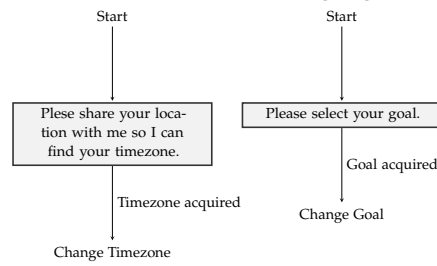 Start
Plese share your loca-
tion with me so I can
find your timezone.
Timezone acquired
Change Timezone
Start
Please select your goal.
Goal acquired
Change Goal